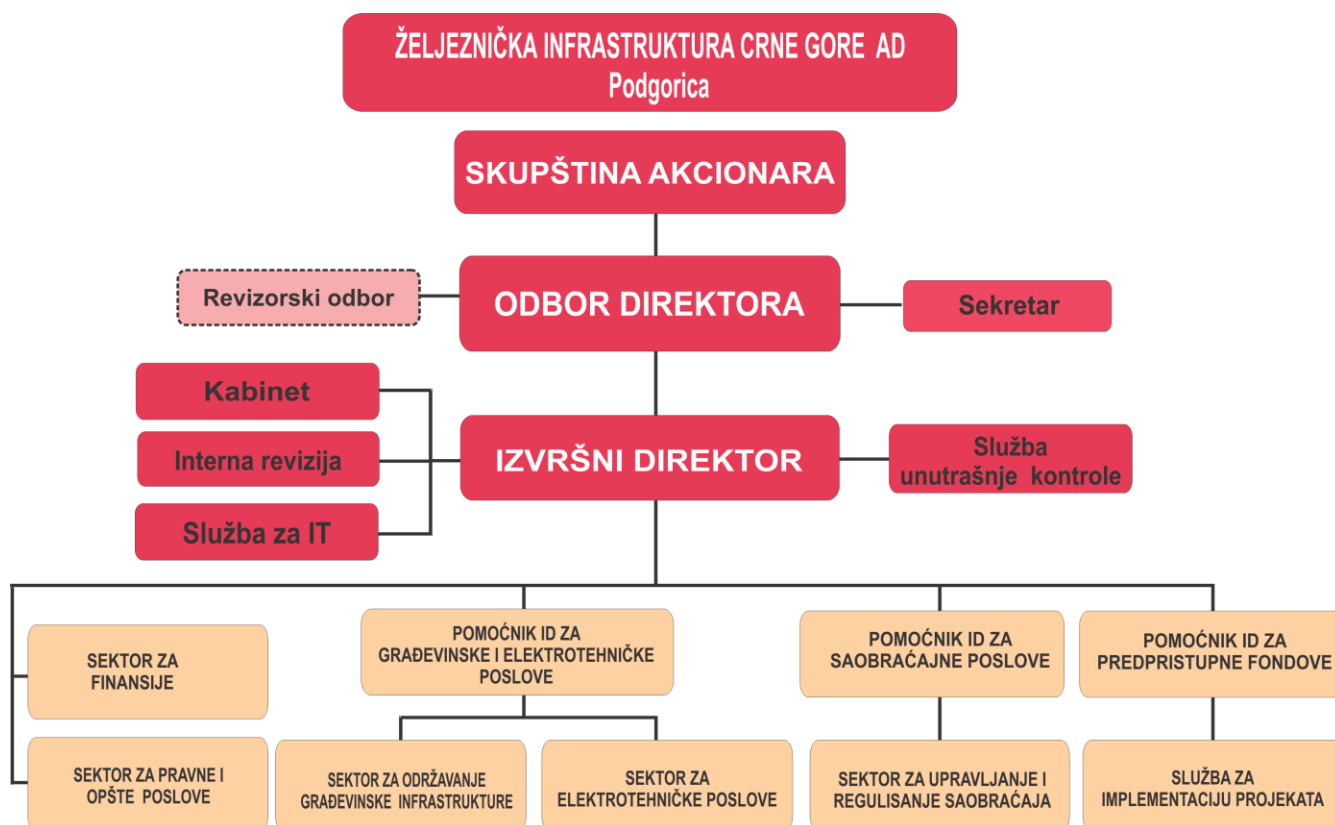 ŽELJEZNIČKA INFRASTRUKTURA CRNE GORE AD
Podgorica
SKUPŠTINA AKCIONARA
Revizorski odbor
ODBOR DIREKTORA
Sekretar
Kabinet
Interna revizija
Služba za IT
IZVRŠNI DIREKTOR
Služba
unutrašnje kontrole
SEKTOR ZA
FINANSIJE
POMOĆNIK ID ZA
GRAĐEVINSKE I ELEKTROTEHNIČKE
POSLOVE
POMOĆNIK ID ZA
SAOBRAĆAJNE POSLOVE
POMOĆNIK ID ZA
PREDPRISTUPNE FONDOVE
SEKTOR ZA PRAVNE I
OPŠTE POSLOVE
SEKTOR ZA ODRŽAVANJE
GRAĐEVINSKE INFRASTRUKTURE
SEKTOR ZA
ELEKTROTEHNIČKE POSLOVE
SEKTOR ZA UPRAVLJANJE I
REGULISANJE SAOBRAĆAJA
SLUŽBA ZA
IMPLEMENTACIJU PROJEKATA